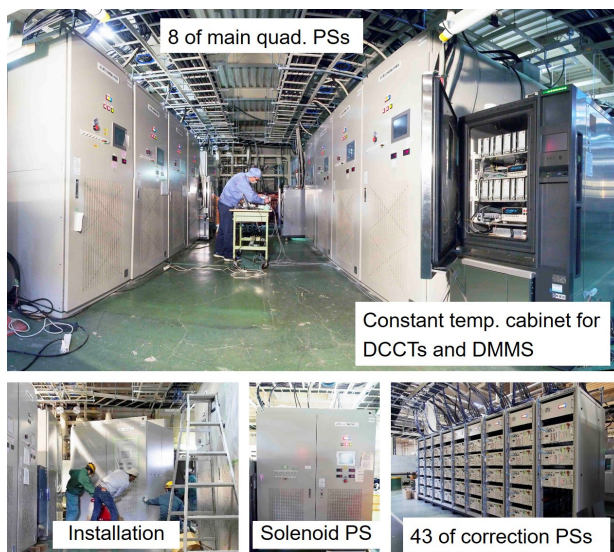 8 of main quad. PSs
Constant temp. cabinet for
DCCTs and DMMS
Installation
Solenoid PS
43 of correction PSs